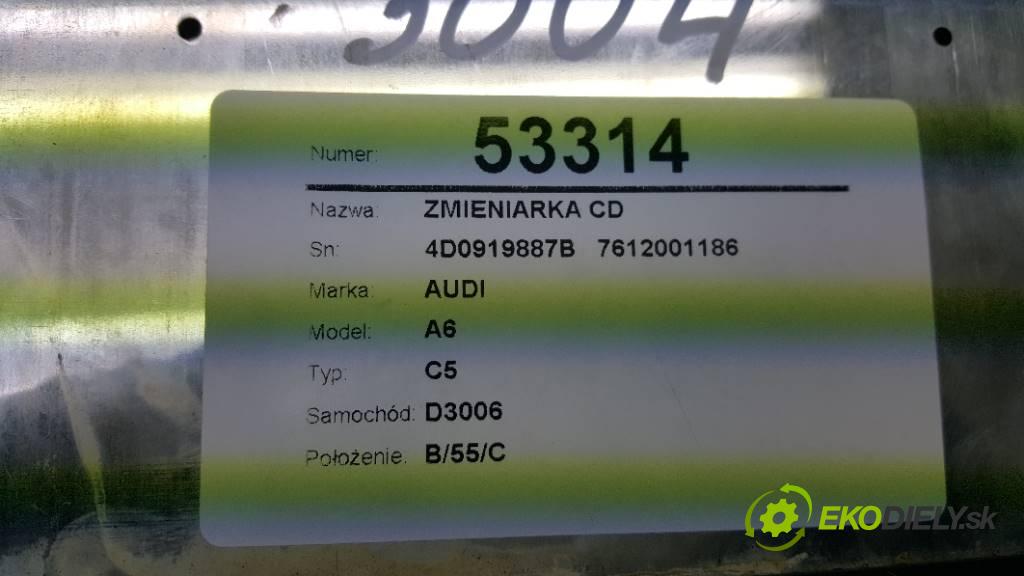 3004
Numer: 53314
Nazwa: ZMIENIARKA CD
Sn: 4D0919887B 7612001186
Marka: AUDI
Model: A6
Typ: C5
Samochód: D3006
Położenie: B/55/C
EKODIELY.sk